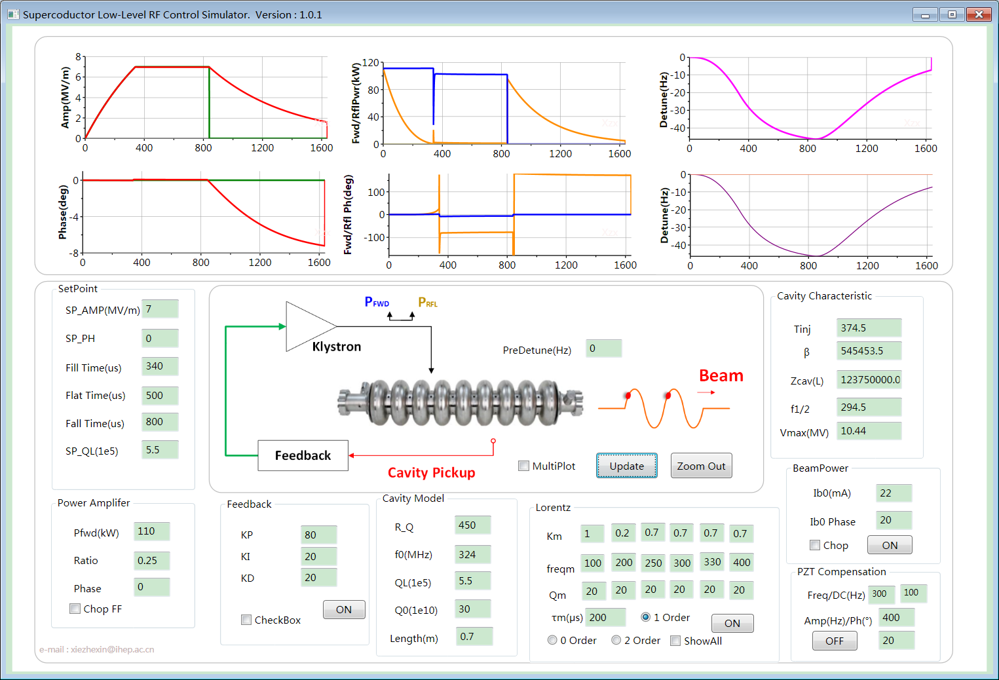 Supercoductor Low-Level RF Control Simulator. Version : 1.0.1
Amp(MV/m)
8
6
4
2
0
0 400 800 1200 1600
Fwd/RflPwr(kW)
120
80
40
0
0 400 800 1200 1600
Xzx
Detune(Hz)
0
-10
-20
-30
-40
0 400 800 1200 1600
Xzx
Phase(deg)
0
-4
-8
0 400 800 1200 1600
Fwd/Rfl Ph(deg)
100
0
-100
0 400 800 1200 1600
Xzx
Detune(Hz)
0
-10
-20
-30
-40
0 400 800 1200 1600
SetPoint
SP_AMP(MV/m) 7
SP_PH 0
Fill Time(us) 340
Flat Time(us) 500
Fall Time(us) 800
SP_QL(1e5) 5.5
PFWD PRFL
Klystron
PreDetune(Hz) 0
Beam
Feedback
Cavity Pickup
MultiPlot
Update
Zoom Out
Cavity Characteristic
Tinj 374.5
β 545453.5
Zcav(L) 123750000.0
f1/2 294.5
Vmax(MV) 10.44
Power Amplifer
Pfwd(kW) 110
Ratio 0.25
Phase 0
Chop FF
Feedback
KP 80
KI 20
KD 20
ON
CheckBox
Cavity Model
R_Q 450
f0(MHz) 324
QL(1e5) 5.5
Q0(1e10) 30
Length(m) 0.7
Lorentz
Km 1 0.2 0.7 0.7 0.7 0.7
freqm 100 200 250 300 330 400
Qm 20 20 20 20 20 20
τm(μs) 200 1 Order ON
0 Order 2 Order ShowAll
BeamPower
Ib0(mA) 22
Ib0 Phase 20
Chop ON
PZT Compensation
Freq/DC(Hz) 300 100
Amp(Hz)/Ph(°) 400
OFF 20
e-mail : xiezhexin@ihep.ac.cn